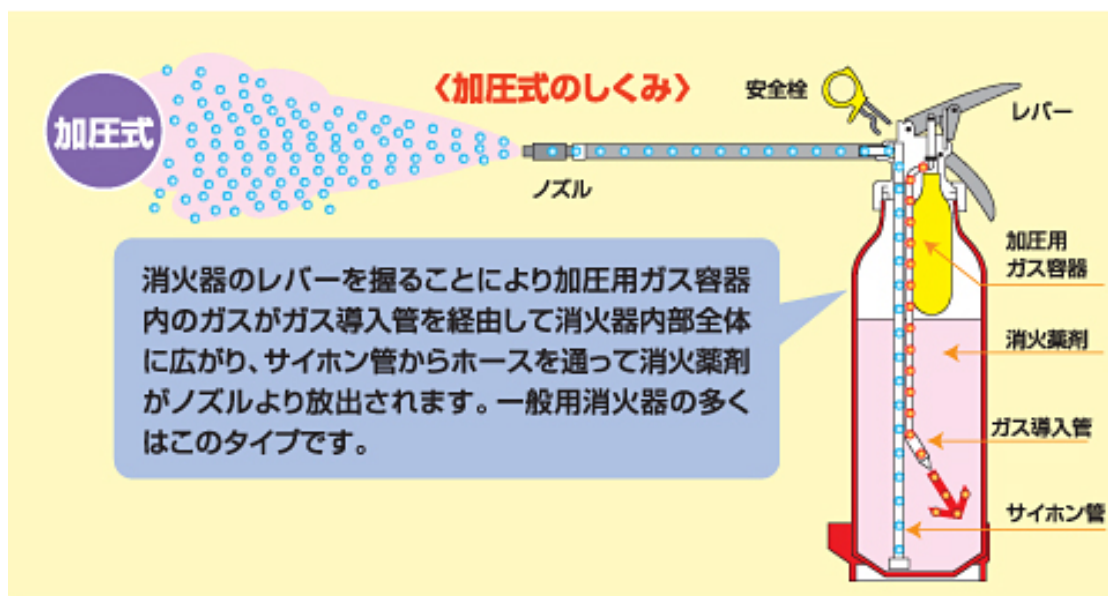 加圧式
〈加圧式のしくみ〉
安全栓
レバー
ノズル
加圧用
ガス容器
消火器のレバーを握ることにより加圧用ガス容器
内のガスがガス導入管を経由して消火器内部全体
に広がり、サイホン管からホースを通って消火薬剤
がノズルより放出されます。一般用消火器の多く
はこのタイプです。
消火薬剤
ガス導入管
サイホン管